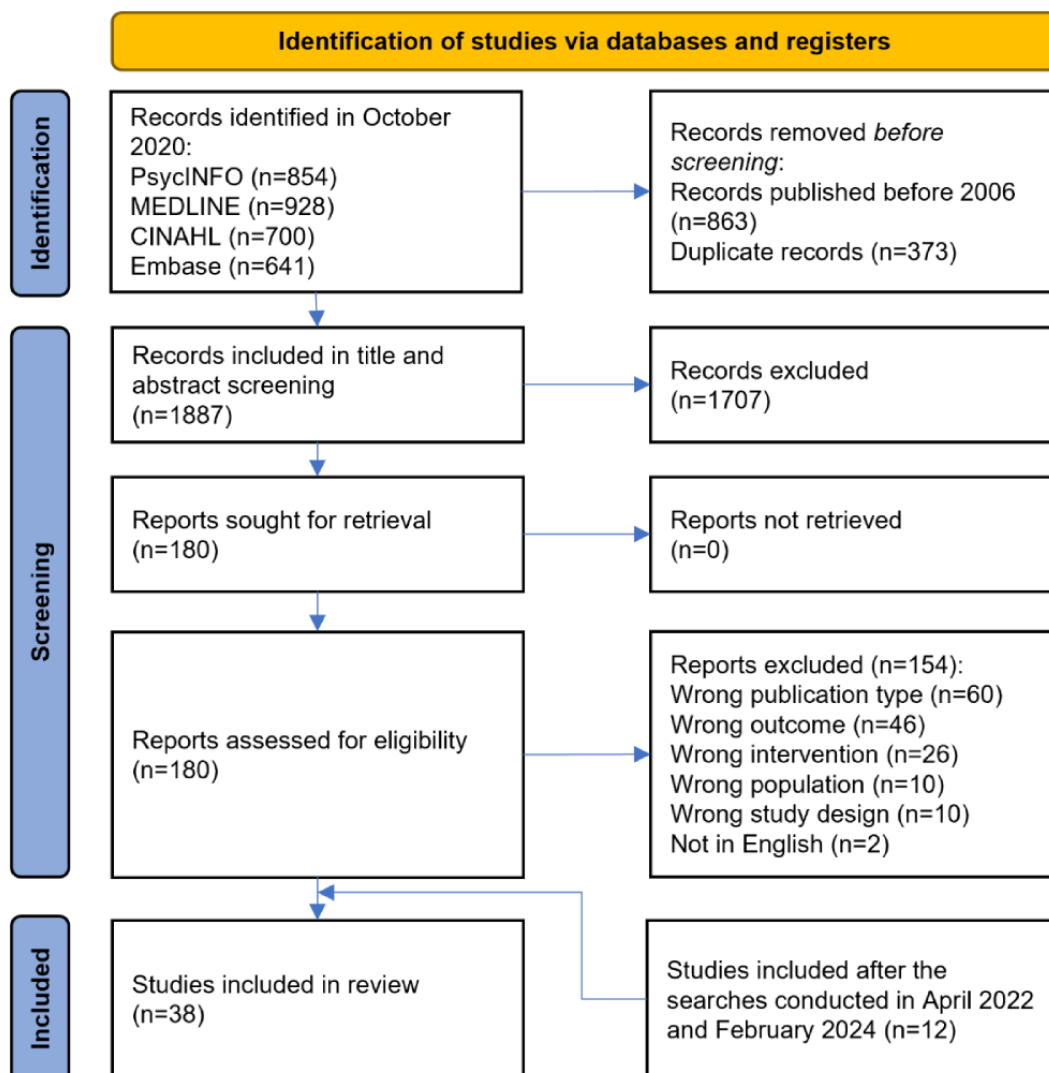 Identification of studies via databases and registers
Identification
Records identified in October
2020:
PsycINFO (n=854)
MEDLINE (n=928)
CINAHL (n=700)
Embase (n=641)
Records removed before
screening:
Records published before 2006
(n=863)
Duplicate records (n=373)
Screening
Records included in title and
abstract screening
(n=1887)
Records excluded
(n=1707)
Reports sought for retrieval
(n=180)
Reports not retrieved
(n=0)
Reports assessed for eligibility
(n=180)
Reports excluded (n=154):
Wrong publication type (n=60)
Wrong outcome (n=46)
Wrong intervention (n=26)
Wrong population (n=10)
Wrong study design (n=10)
Not in English (n=2)
Included
Studies included in review
(n=38)
Studies included after the
searches conducted in April 2022
and February 2024 (n=12)